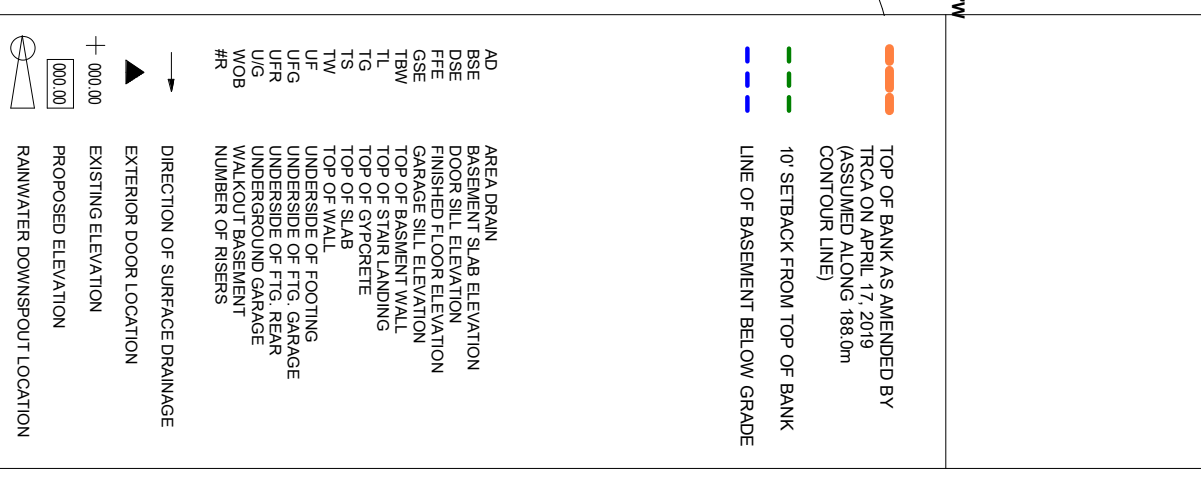 TW
TOP OF BANK AS AMENDED BY
TRCA ON APRIL 17, 2019
(ASSUMED ALONG 188.0m
CONTOUR LINE)
10' SETBACK FROM TOP OF BANK
LINE OF BASEMENT BELOW GRADE
AD AREA DRAIN
BSE BASEMENT SLAB ELEVATION
DSE DOOR SILL ELEVATION
FFE FINISHED FLOOR ELEVATION
GSE GARAGE SILL ELEVATION
TBW TOP OF BASMENT WALL
TL TOP OF STAIR LANDING
TG TOP OF GYPCRETE
TS TOP OF SLAB
TW TOP OF WALL
UF UNDERSIDE OF FOOTING
UFG UNDERSIDE OF FTG. GARAGE
UFR UNDERSIDE OF FTG. REAR
U/G UNDERGROUND GARAGE
WOB WALKOUT BASEMENT
#R NUMBER OF RISERS
DIRECTION OF SURFACE DRAINAGE
EXTERIOR DOOR LOCATION
000.00 EXISTING ELEVATION
000.00 PROPOSED ELEVATION
RAINWATER DOWNSPOUT LOCATION